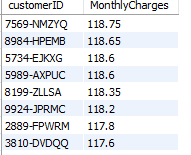 customerID MonthlyCharges
7569-NMZYQ 118.75
8984-HPEMB 118.65
5734-EJKXG 118.6
5989-AXPUC 118.6
8199-ZLLSA 118.35
9924-JPRMC 118.2
2889-FPWRM 117.8
3810-DVDQQ 117.6